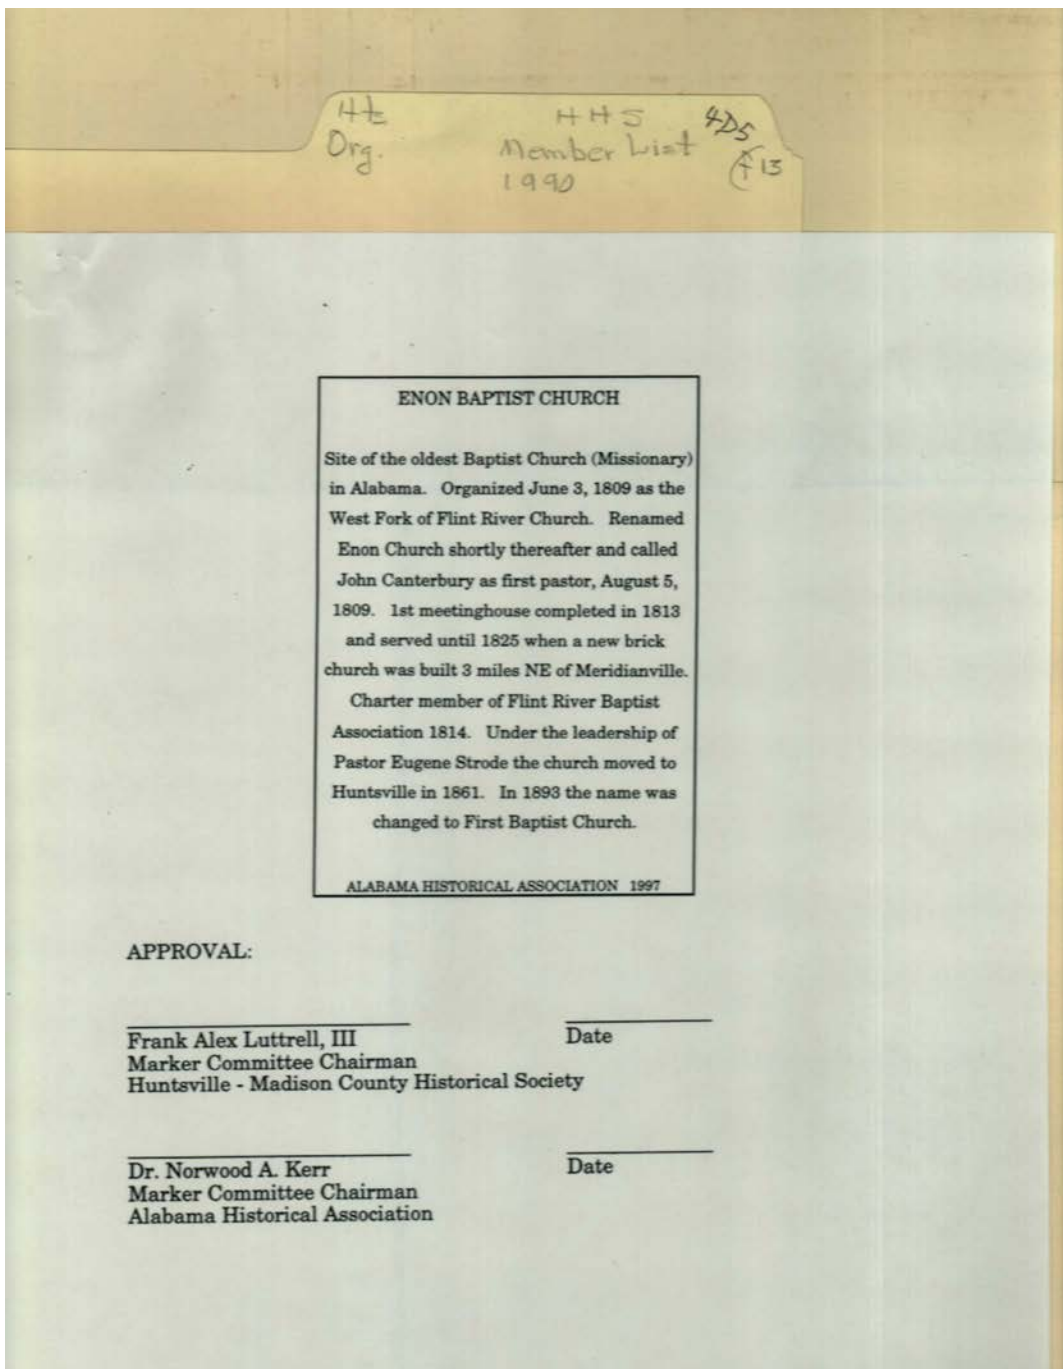 Hts
Org.
HHS
Member List
1990
4D5
F13
ENON BAPTIST CHURCH
Site of the oldest Baptist Church (Missionary)
in Alabama. Organized June 3, 1809 as the
West Fork of Flint River Church. Renamed
Enon Church shortly thereafter and called
John Canterbury as first pastor, August 5,
1809. 1st meetinghouse completed in 1813
and served until 1825 when a new brick
church was built 3 miles NE of Meridianville.
Charter member of Flint River Baptist
Association 1814. Under the leadership of
Pastor Eugene Strode the church moved to
Huntsville in 1861. In 1893 the name was
changed to First Baptist Church.
ALABAMA HISTORICAL ASSOCIATION 1997
APPROVAL:
Frank Alex Luttrell, III
Date
Marker Committee Chairman
Huntsville - Madison County Historical Society
Dr. Norwood A. Kerr
Date
Marker Committee Chairman
Alabama Historical Association